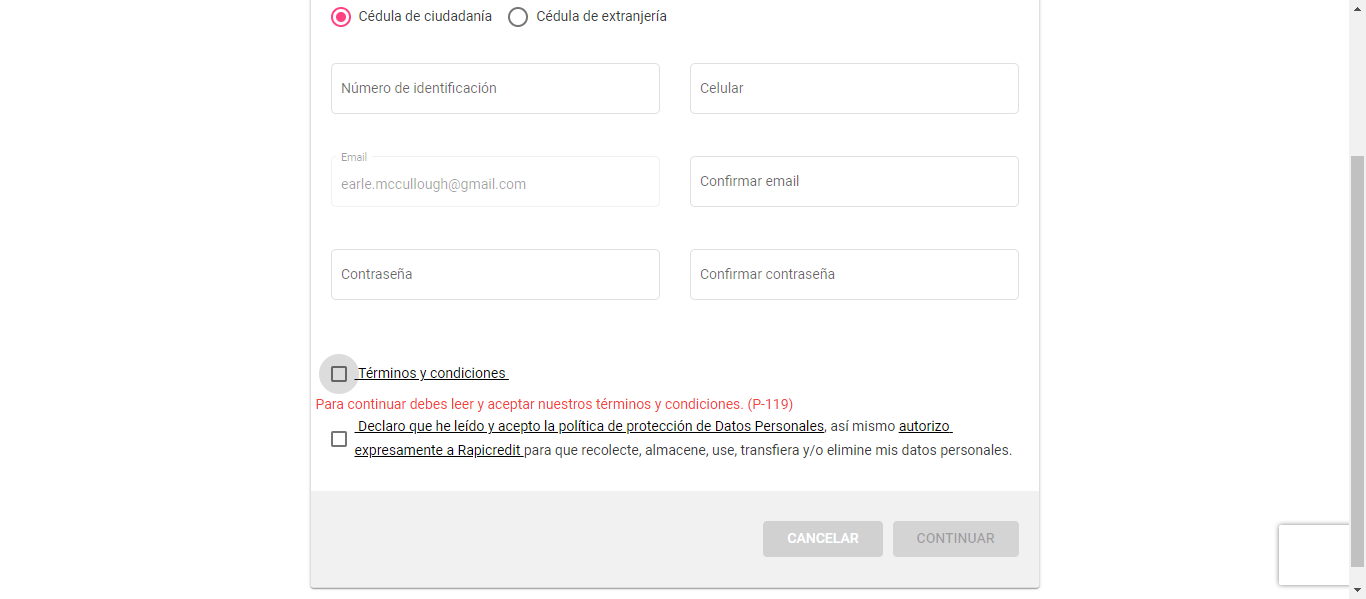 Cédula de ciudadanía
Cédula de extranjería
Número de identificación
Celular
Email
earle.mccullough@gmail.com
Confirmar email
Contraseña
Confirmar contraseña
Términos y condiciones
Para continuar debes leer y aceptar nuestros términos y condiciones. (P-119)
Declaro que he leído y acepto la política de protección de Datos Personales, así mismo autorizo
expresamente a Rapicredit para que recolecte, almacene, use, transfiera y/o elimine mis datos personales.
CANCELAR
CONTINUAR